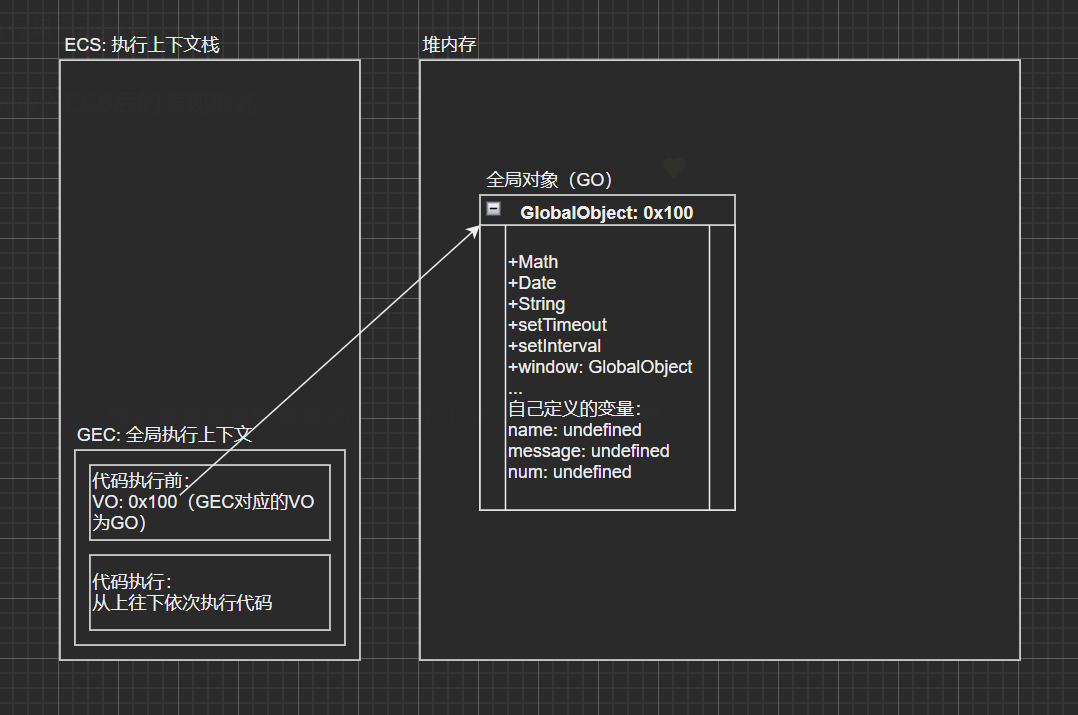 ECS: 执行上下文栈
堆内存
全局对象（GO）
GlobalObject: 0x100
+Math
+Date
+String
+setTimeout
+setInterval
+window: GlobalObject
...
自己定义的变量：
name: undefined
message: undefined
num: undefined
GEC: 全局执行上下文
代码执行前：
VO: 0x100（GEC对应的VO
为GO）
代码执行：
从上往下依次执行代码